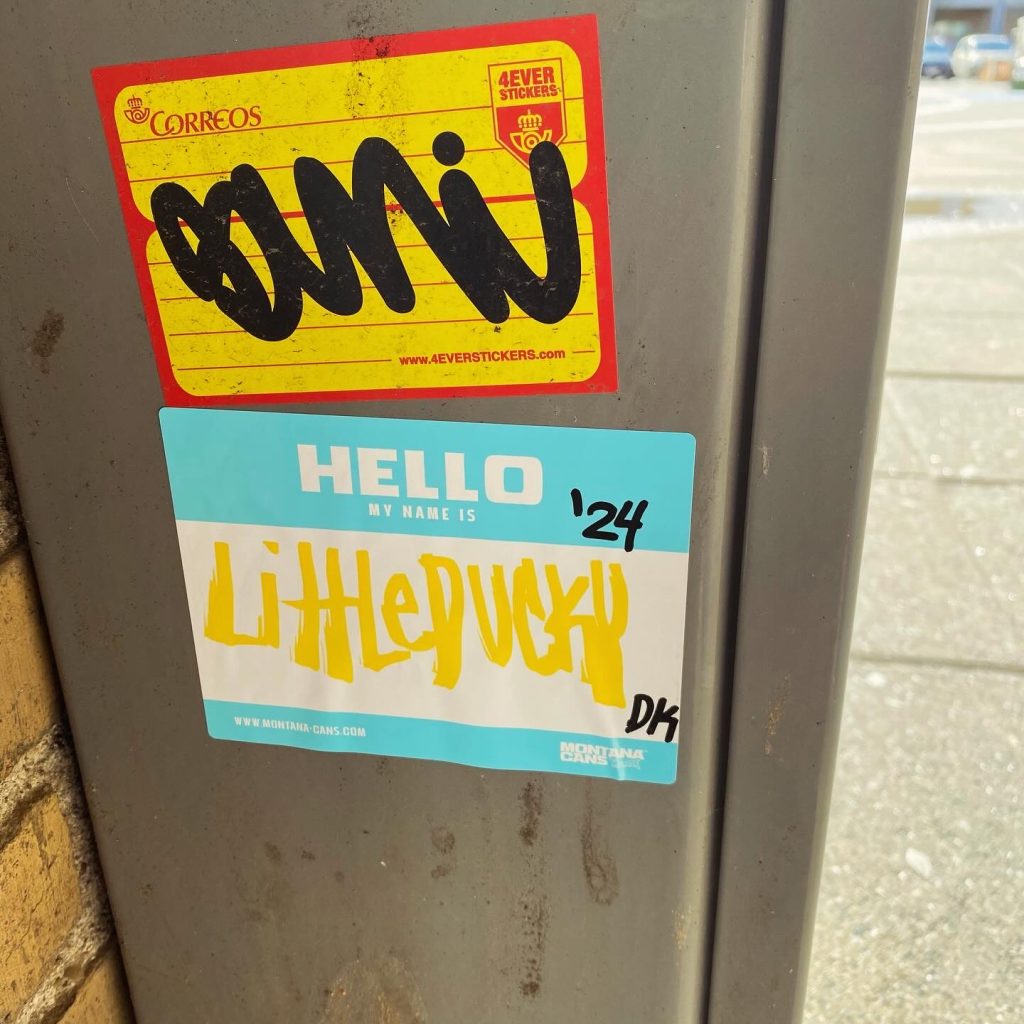 CORREOS
4EVER
STICKERS
www.4EVERSTICKERS.com
HELLO
MY NAME IS
'24
LittLeDUCKY
DK
WWW.MONTANA-CANS.COM
MONTANA
CANS